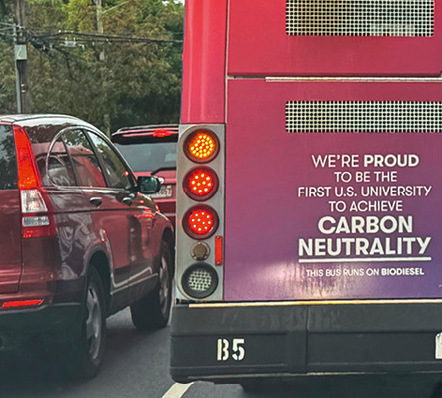 WE'RE PROUD
TO BE THE
FIRST U.S. UNIVERSITY
TO ACHIEVE
CARBON
NEUTRALITY
THIS BUS RUNS ON BIODIESEL
B5